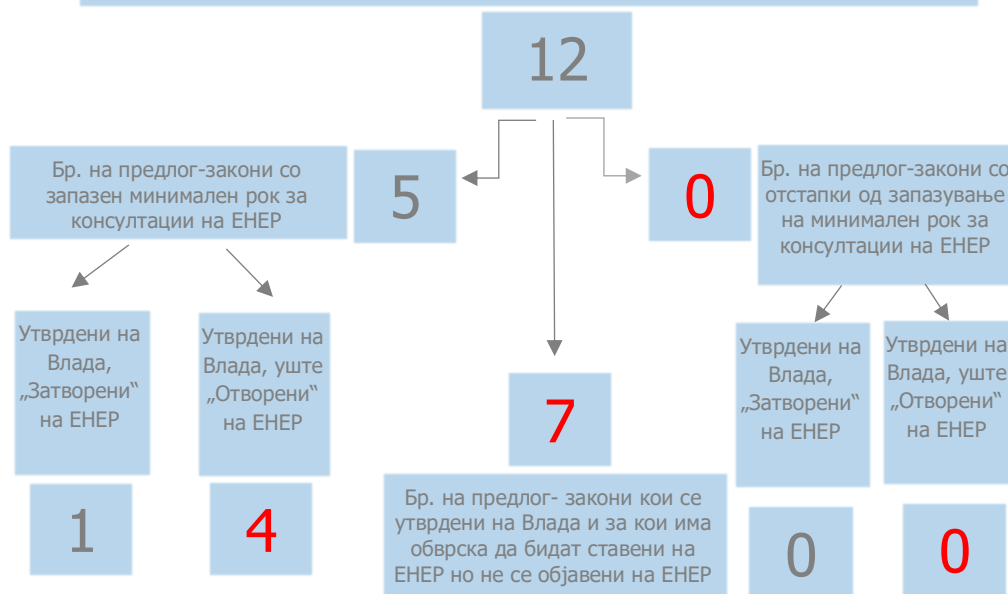 12
Бр. на предлог-закони со
запазен минимален рок за
консултации на ЕНЕР
5
0
Бр. на предлог-закони со
отстапки од запазување
на минимален рок за
консултации на ЕНЕР
Утврдени на
Влада,
„Затворени“
на ЕНЕР
Утврдени на
Влада, уште
„Отворени“
на ЕНЕР
7
Утврдени на
Влада,
„Затворени“
на ЕНЕР
Утврдени на
Влада, уште
„Отворени“
на ЕНЕР
1
4
Бр. на предлог- закони кои се
утврдени на Влада и за кои има
обврска да бидат ставени на
ЕНЕР но не се објавени на ЕНЕР
0
0